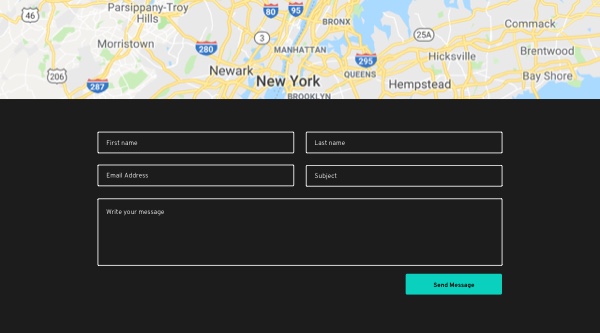 46
Parsippany-Troy
Hills
80
95
BRONX
Commack
Morristown
280
3
MANHATTAN
25A
Hicksville
Brentwood
206
287
Newark
New York
295
QUEENS
Hempstead
Bay Shore
BROOKLYN
First name
Last name
Email Address
Subject
Write your message
Send Message